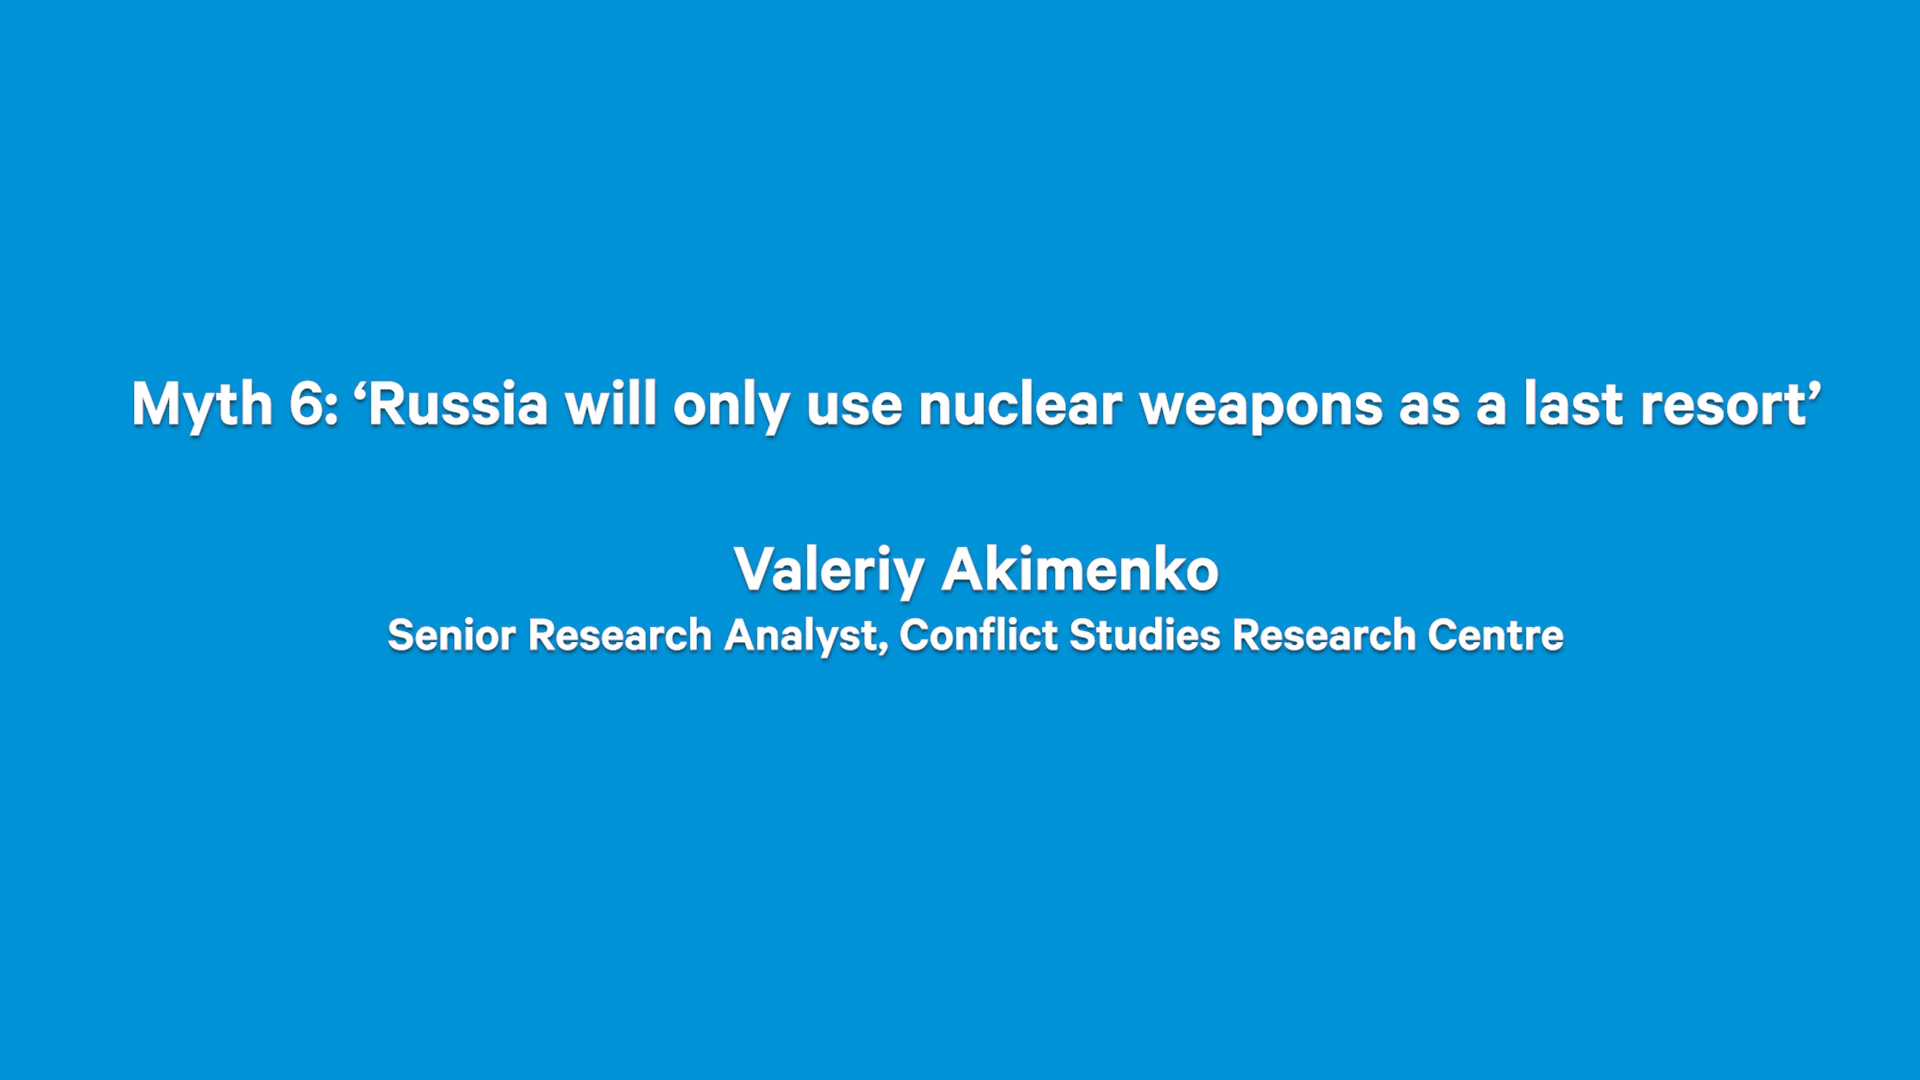 Myth 6: ‘Russia will only use nuclear weapons as a last resort’
Valeriy Akimenko
Senior Research Analyst, Conflict Studies Research Centre